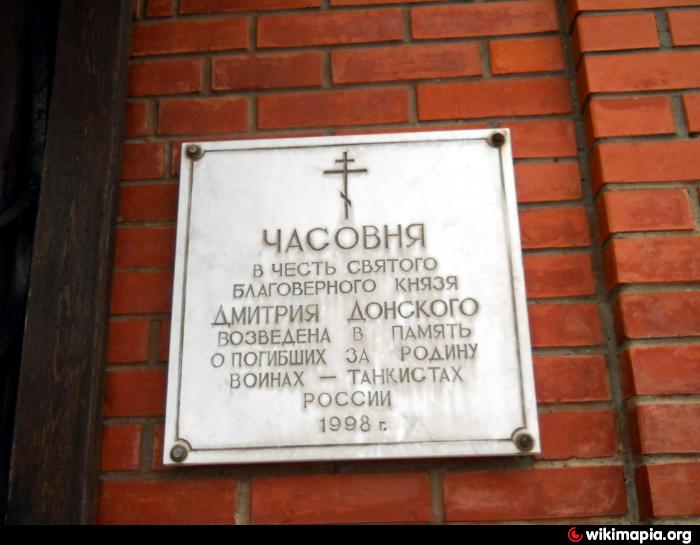 ЧАСОВНЯ
В ЧЕСТЬ СВЯТОГО
БЛАГОВЕРНОГО КНЯЗЯ
ДМИТРИЯ ДОНСКОГО
ВОЗВЕДЕНА В ПАМЯТЬ
О ПОГИБШИХ ЗА РОДИНУ
ВОИНАХ – ТАНКИСТАХ
РОССИИ
1998 г.
wikimapia.org